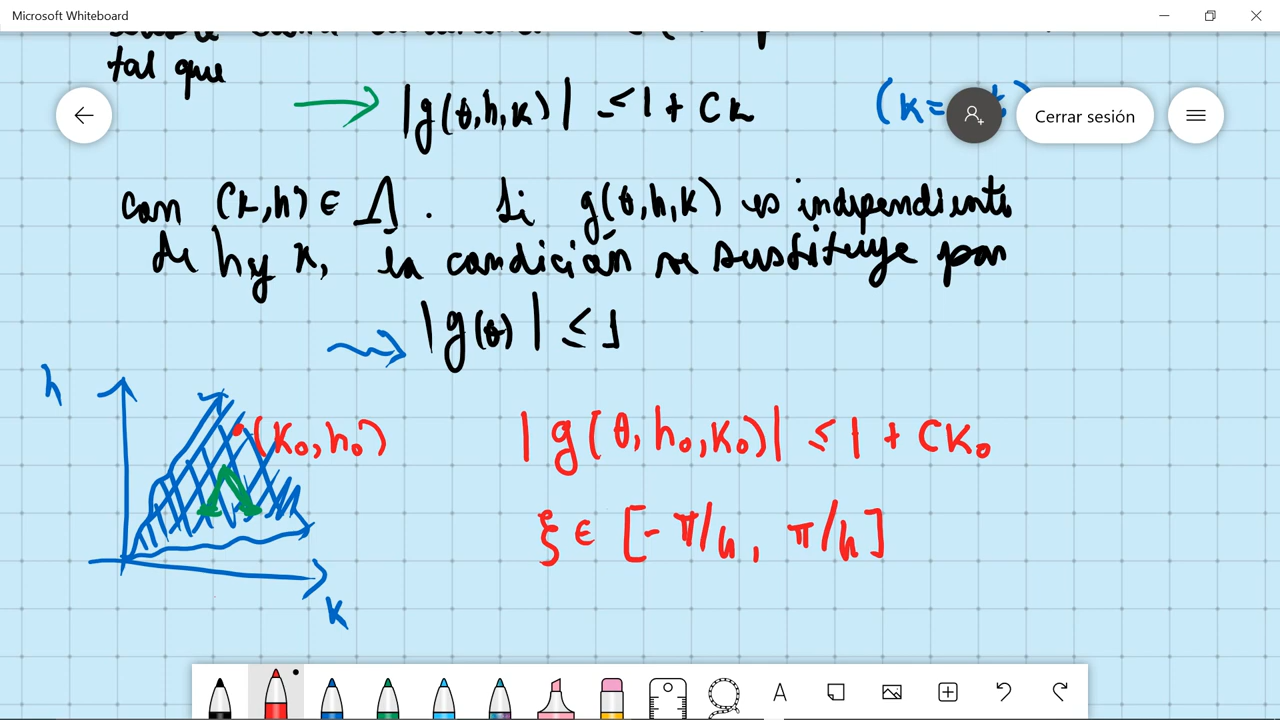 Microsoft Whiteboard
tal que
|g(θ,h,k)| ≤ 1 + Ck
(k=
Cerrar sesión
con (k,h) ∈ Λ. Si g(θ,h,k) es independiente
de h y k, la condición se sustituye por
|g(θ)| ≤ 1
h
(k₀,h₀)
|g(θ,h₀,k₀)| ≤ 1 + Ck₀
ξ ∈ [-π/h, π/h]
Λ
k
A